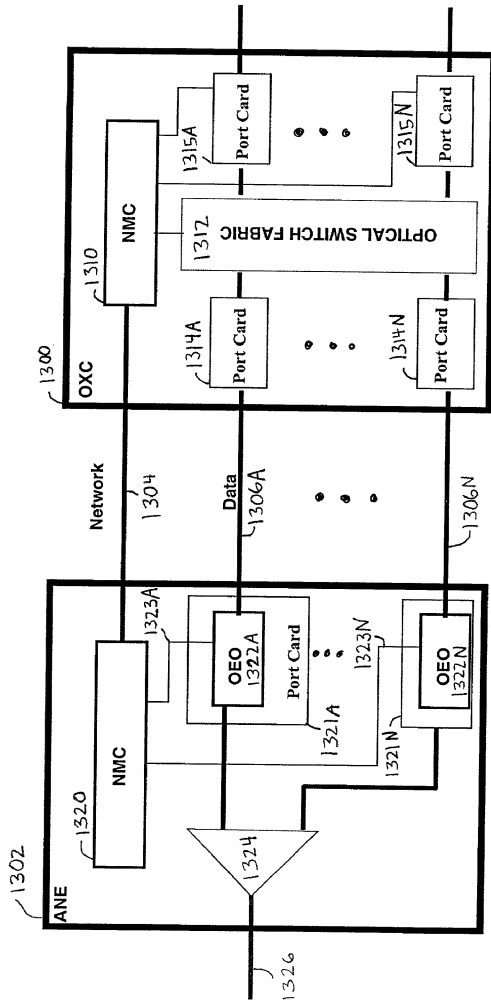 1302
ANE
1320
NMC
1323A
OEO
1322A
Port Card
1321A
1323N
OEO
1322N
1321N
1324
1326
Network
1304
Data
1306A
1306N
1300
OXC
1310
NMC
1312
OPTICAL SWITCH FABRIC
1314A
Port Card
1314N
Port Card
1315A
Port Card
1315N
Port Card